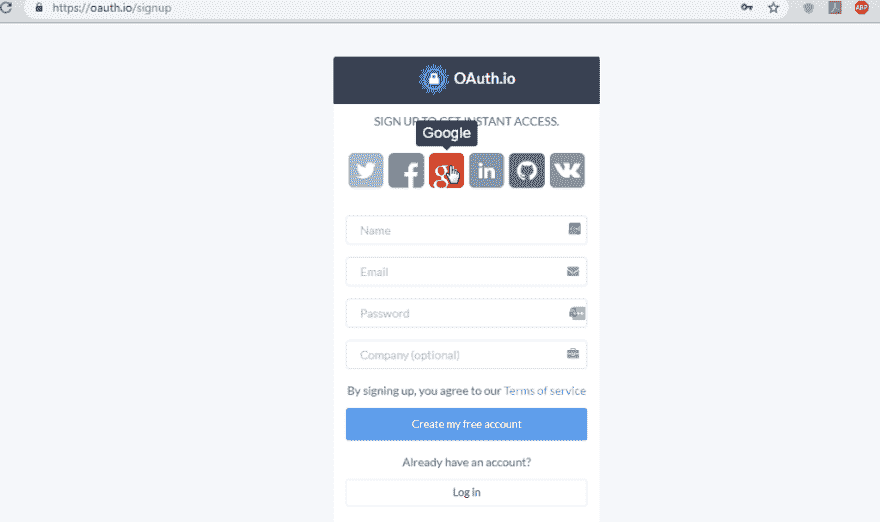 https://oauth.io/signup
ABP
OAuth.io
SIGN UP TO GET INSTANT ACCESS.
Google
Name
Email
Password
Company (optional)
By signing up, you agree to our Terms of service
Create my free account
Already have an account?
Log in